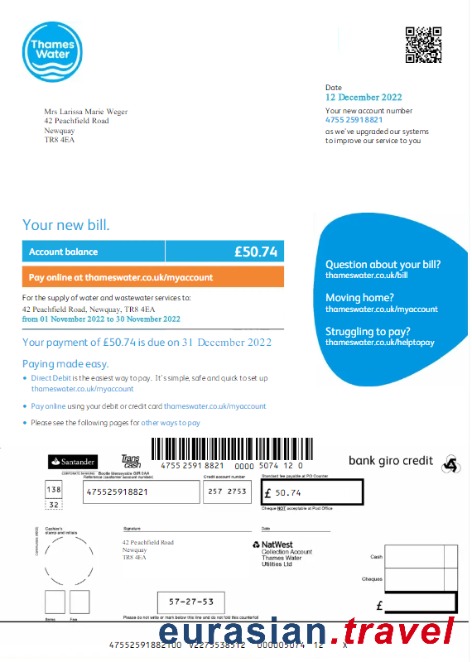 Thames
Water
Date
12 December 2022
Your new account number
4755 2591 8821
as we've upgraded our systems
to improve our service to you
Mrs Larissa Marie Weger
42 Peachfield Road
Newquay
TR8 4EA
Your new bill.
Account balance £50.74
Pay online at thameswater.co.uk/myaccount
For the supply of water and wastewater services to:
42 Peachfield Road, Newquay, TR8 4EA
from 01 November 2022 to 30 November 2022
Your payment of £50.74 is due on 31 December 2022
Paying made easy.
• Direct Debit is the easiest way to pay. It's simple, safe and quick to set up
thameswater.co.uk/myaccount
• Pay online using your debit or credit card thameswater.co.uk/myaccount
• Please see the following pages for other ways to pay
Question about your bill?
thameswater.co.uk/bill
Moving home?
thameswater.co.uk/myaccount
Struggling to pay?
thameswater.co.uk/helptopay
Santander
Trans
cash
4755 2591 8821 0000 5074 12 0
bank giro credit
Credit account number
138
32
475525918821
257 2753
£ 50.74
Cheque NOT acceptable at Post Office
Cashier's
stamp and initials
Signature
Date
42 Peachfield Road
Newquay
TR8 4EA
NatWest
Collection Account
Thames Water
Utilities Ltd
Cash
Cheques
£
57-27-53
Items
Fee
Please do not write or mark below this line and do not fold this counterfoil
eurasian.travel
X